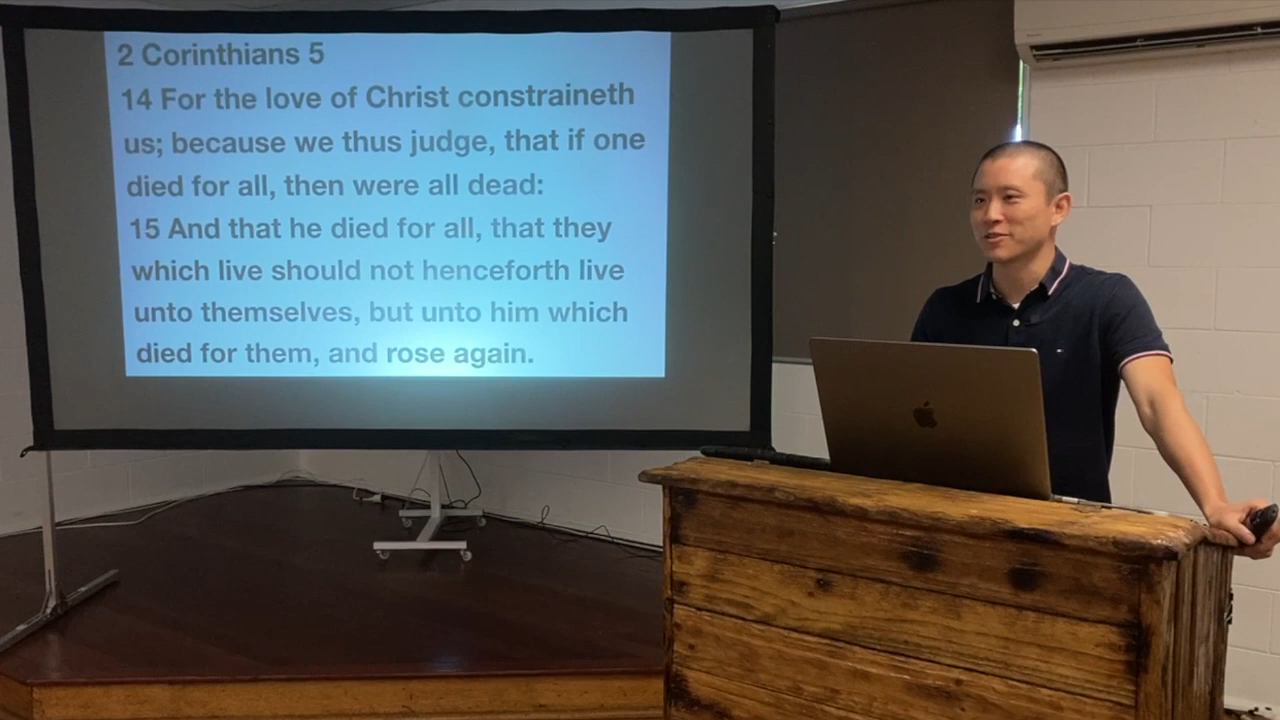 2 Corinthians 5
14 For the love of Christ constraineth
us; because we thus judge, that if one
died for all, then were all dead:
15 And that he died for all, that they
which live should not henceforth live
unto themselves, but unto him which
died for them, and rose again.